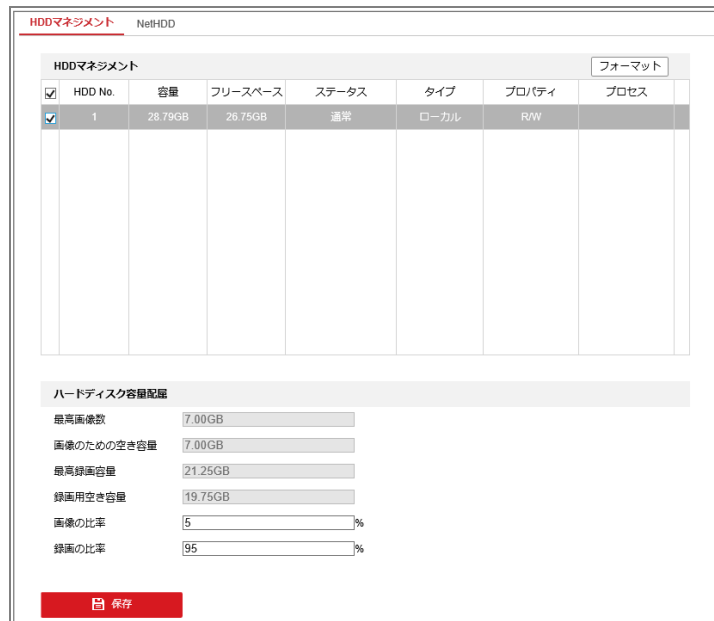 HDDマネジメント NetHDD
HDDマネジメント フォーマット
HDD No. 容量 フリースペース ステータス タイプ プロパティ プロセス
1 28.79GB 26.75GB 通常 ローカル R/W
ハードディスク容量配属
最高画像数 7.00GB
画像のための空き容量 7.00GB
最高録画容量 21.25GB
録画用空き容量 19.75GB
画像の比率 5 %
録画の比率 95 %
保存